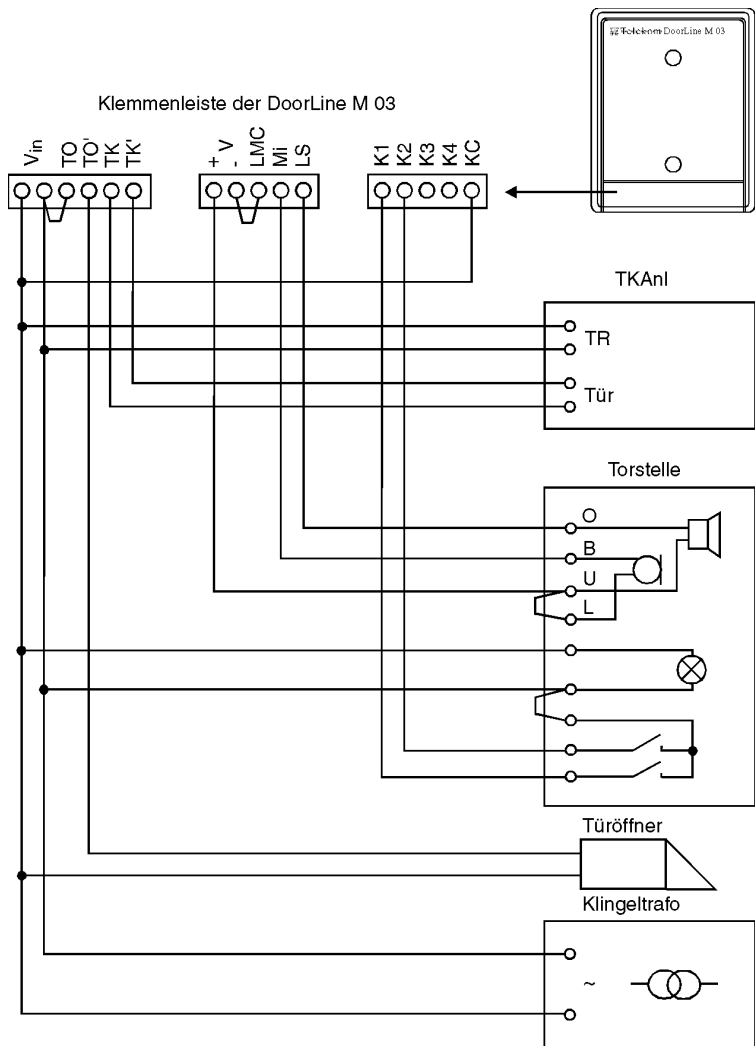 Telekom DoorLine M 03
Klemmenleiste der DoorLine M 03
Vin TO TO' TK TK'
+ V - LMC Mi LS
K1 K2 K3 K4 KC
TKAnl
TR
Tür
Torstelle
O
B
U
L
Türöffner
Klingeltrafo
~